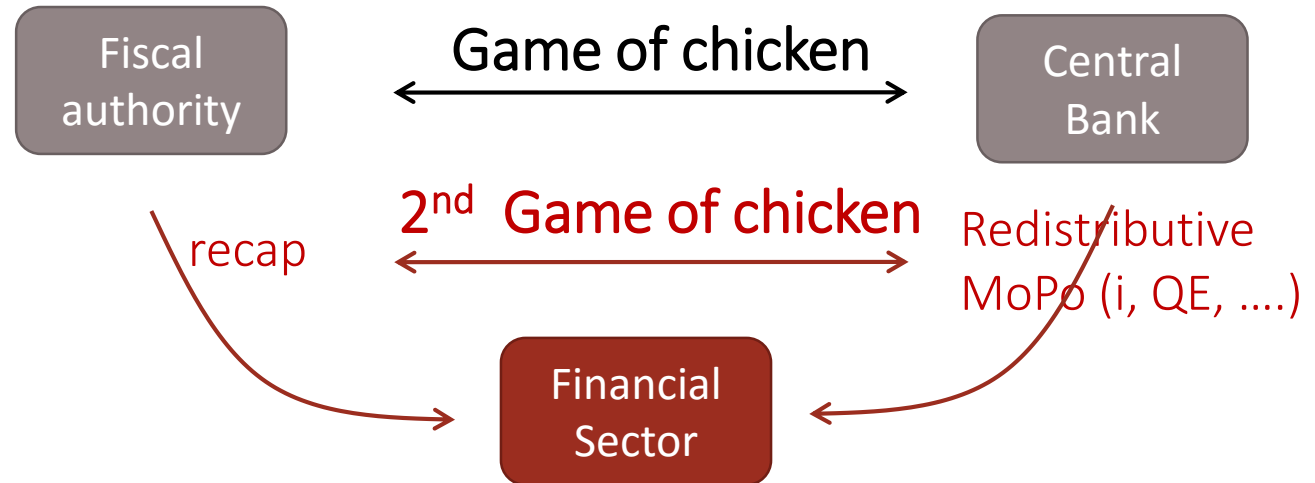 Fiscal
authority
Game of chicken
Central
Bank
2nd Game of chicken
recap
Redistributive
MoPo (i, QE, ....)
Financial
Sector